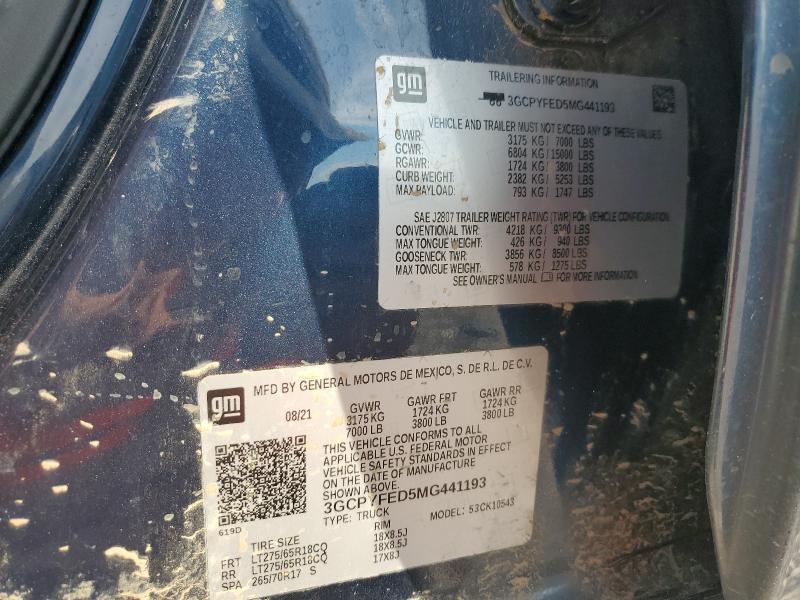 gm
TRAILERING INFORMATION
3GCPYFED5MG441193
VEHICLE AND TRAILER MUST NOT EXCEED ANY OF THESE VALUES
GVWR: 3175 KG / 7000 LBS
GCWR: 6804 KG / 15000 LBS
RGAWR: 1724 KG / 3800 LBS
CURB WEIGHT: 2382 KG / 5253 LBS
MAX PAYLOAD: 793 KG / 1747 LBS
SAE J2807 TRAILER WEIGHT RATING (TWR) FOR VEHICLE CONFIGURATION
CONVENTIONAL TWR: 4218 KG / 9300 LBS
MAX TONGUE WEIGHT: 426 KG / 940 LBS
GOOSENECK TWR: 3856 KG / 8500 LBS
MAX TONGUE WEIGHT: 578 KG / 1275 LBS
SEE OWNER'S MANUAL FOR MORE INFORMATION
gm
MFD BY GENERAL MOTORS DE MEXICO, S. DE R.L. DE C.V.
08/21 GVWR GAWR FRT GAWR RR
3175 KG 1724 KG 1724 KG
7000 LB 3800 LB 3800 LB
THIS VEHICLE CONFORMS TO ALL
APPLICABLE U.S. FEDERAL MOTOR
VEHICLE SAFETY STANDARDS IN EFFECT
ON THE DATE OF MANUFACTURE
SHOWN ABOVE.
3GCPYFED5MG441193
619D TYPE: TRUCK MODEL: 53CK10543
TIRE SIZE RIM
FRT LT275/65R18CQ 18X8.5J
RR LT275/65R18CQ 18X8.5J
SPA 265/70R17 S 17X8J